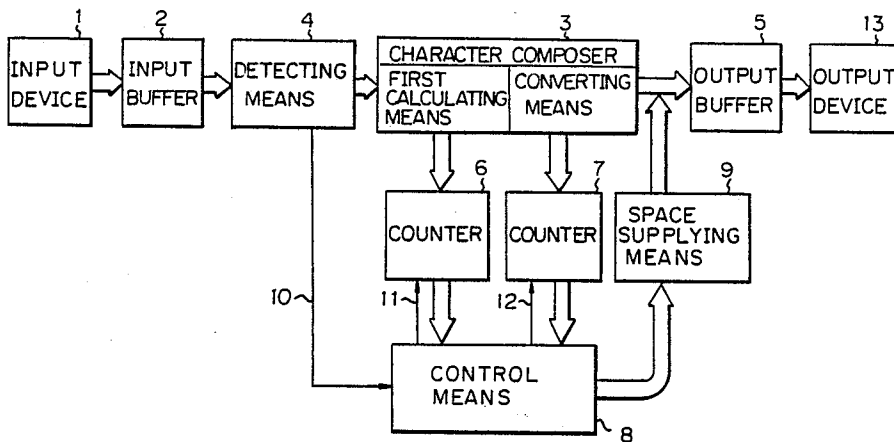 1
2
4
3
5
13
INPUT
DEVICE
INPUT
BUFFER
DETECTING
MEANS
CHARACTER COMPOSER
FIRST
CALCULATING
MEANS
CONVERTING
MEANS
OUTPUT
BUFFER
OUTPUT
DEVICE
6
7
9
COUNTER
COUNTER
SPACE
SUPPLYING
MEANS
10
11
12
CONTROL
MEANS
8